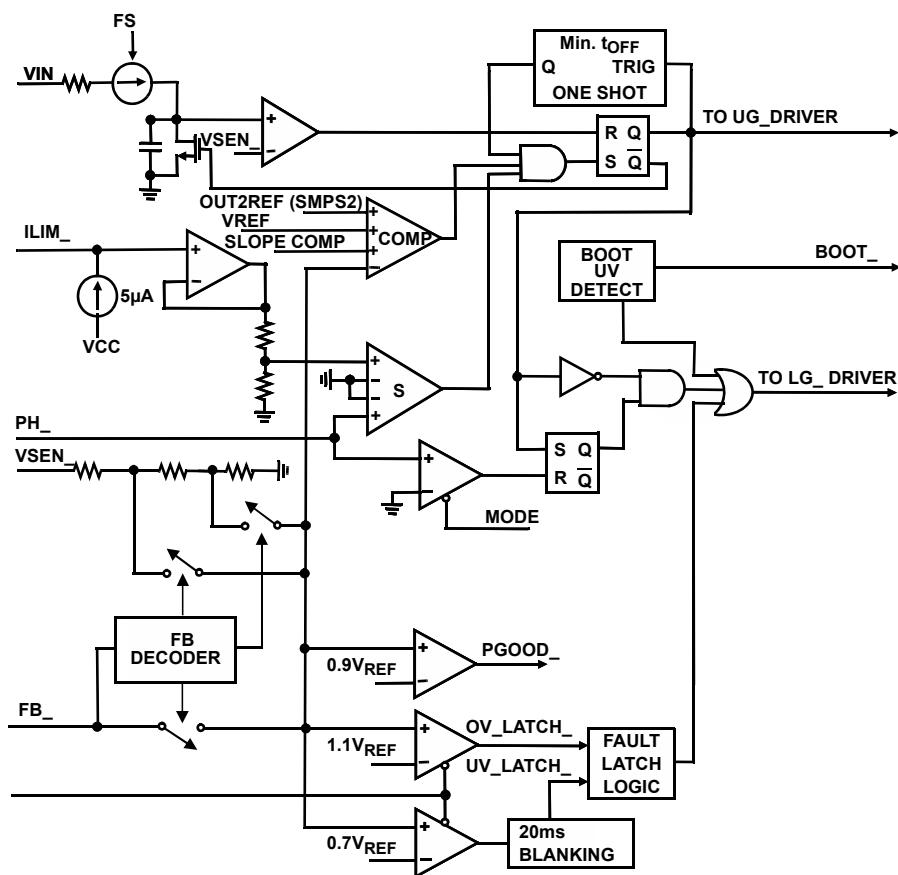 FS
VIN
Min. tOFF
Q TRIG
ONE SHOT
VSEN_
+
−
R Q
S Q
TO UG_DRIVER
OUT2REF (SMPS2)
VREF
SLOPE COMP
+
+
+
−
COMP
ILIM_
+
−
5µA
VCC
BOOT
UV
DETECT
BOOT_
+
−
−
+
S
TO LG_ DRIVER
PH_
VSEN_
+
−
MODE
S Q
R Q
FB
DECODER
+
−
0.9VREF
PGOOD_
FB_
+
−
1.1VREF
OV_LATCH_
UV_LATCH_
FAULT
LATCH
LOGIC
+
−
0.7VREF
20ms
BLANKING